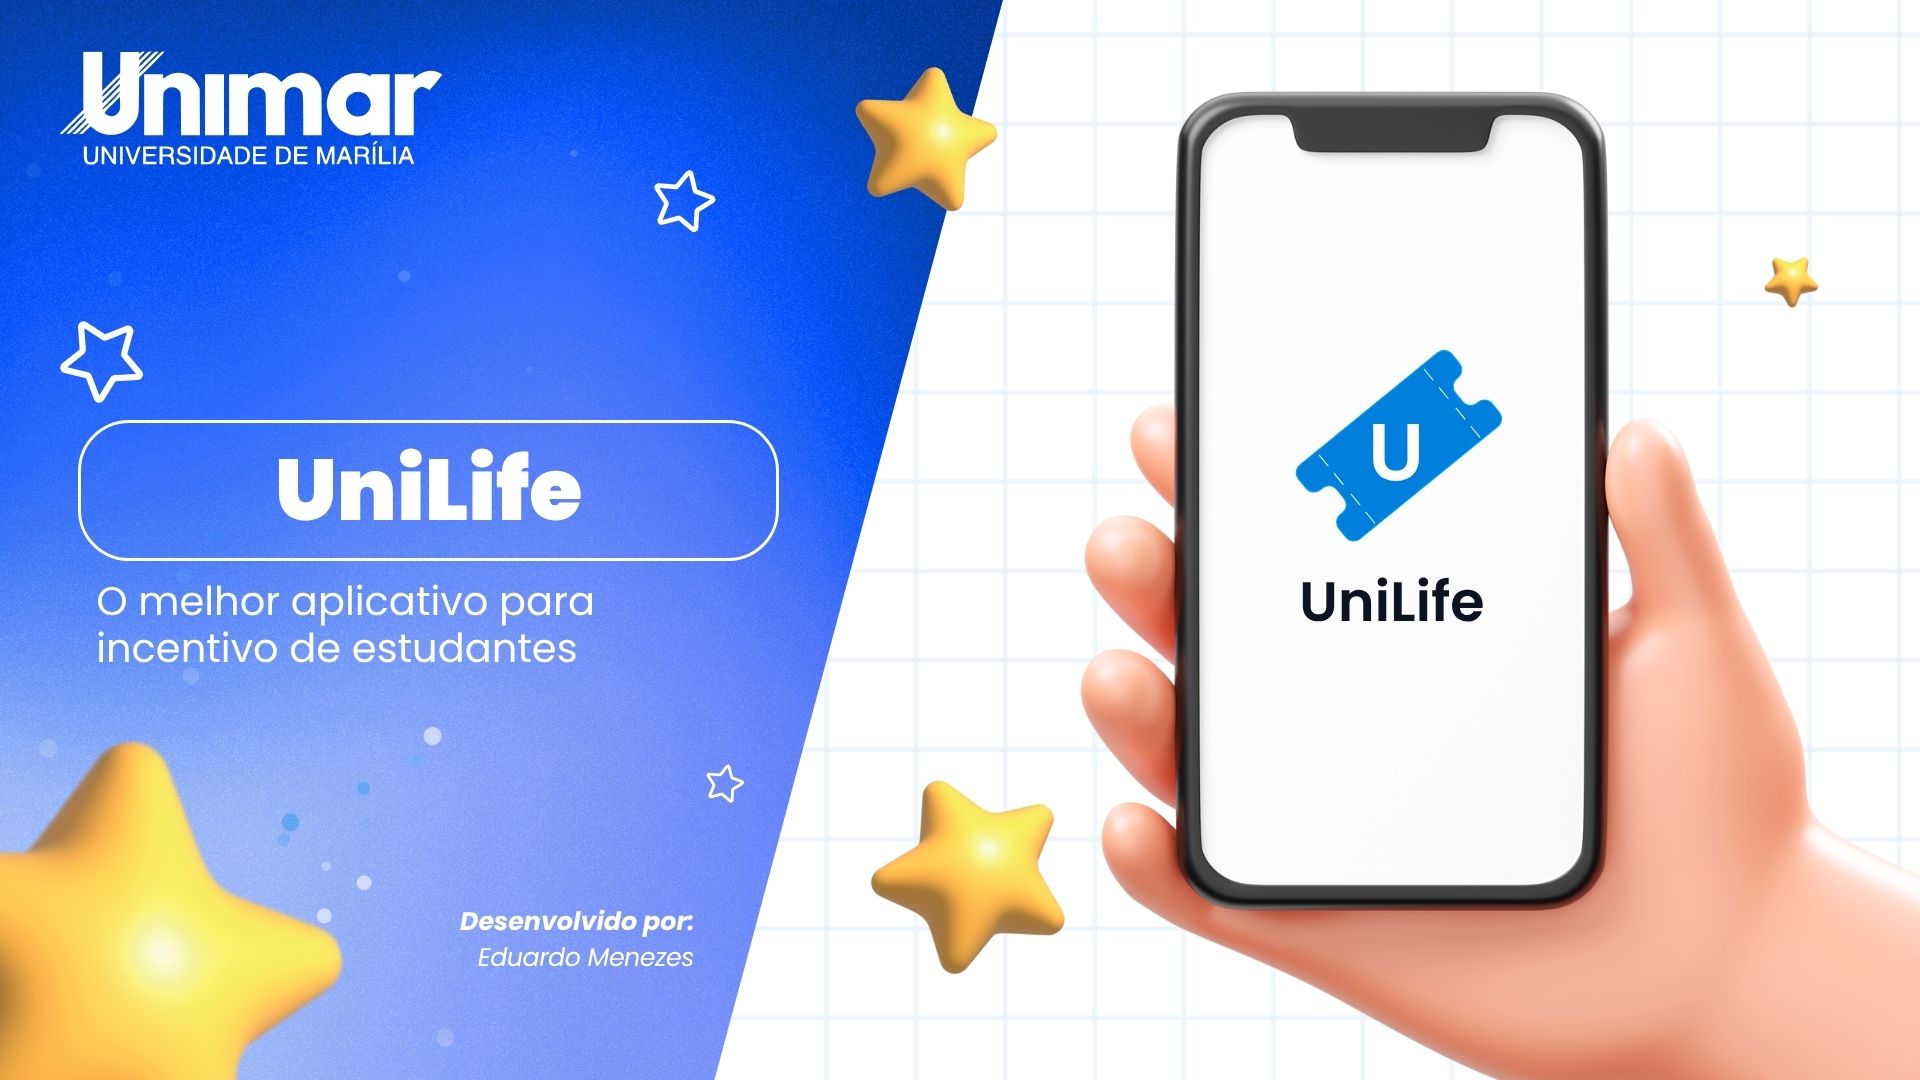 Unimar
UNIVERSIDADE DE MARÍLIA
UniLife
O melhor aplicativo para
incentivo de estudantes
Desenvolvido por:
Eduardo Menezes
U
UniLife